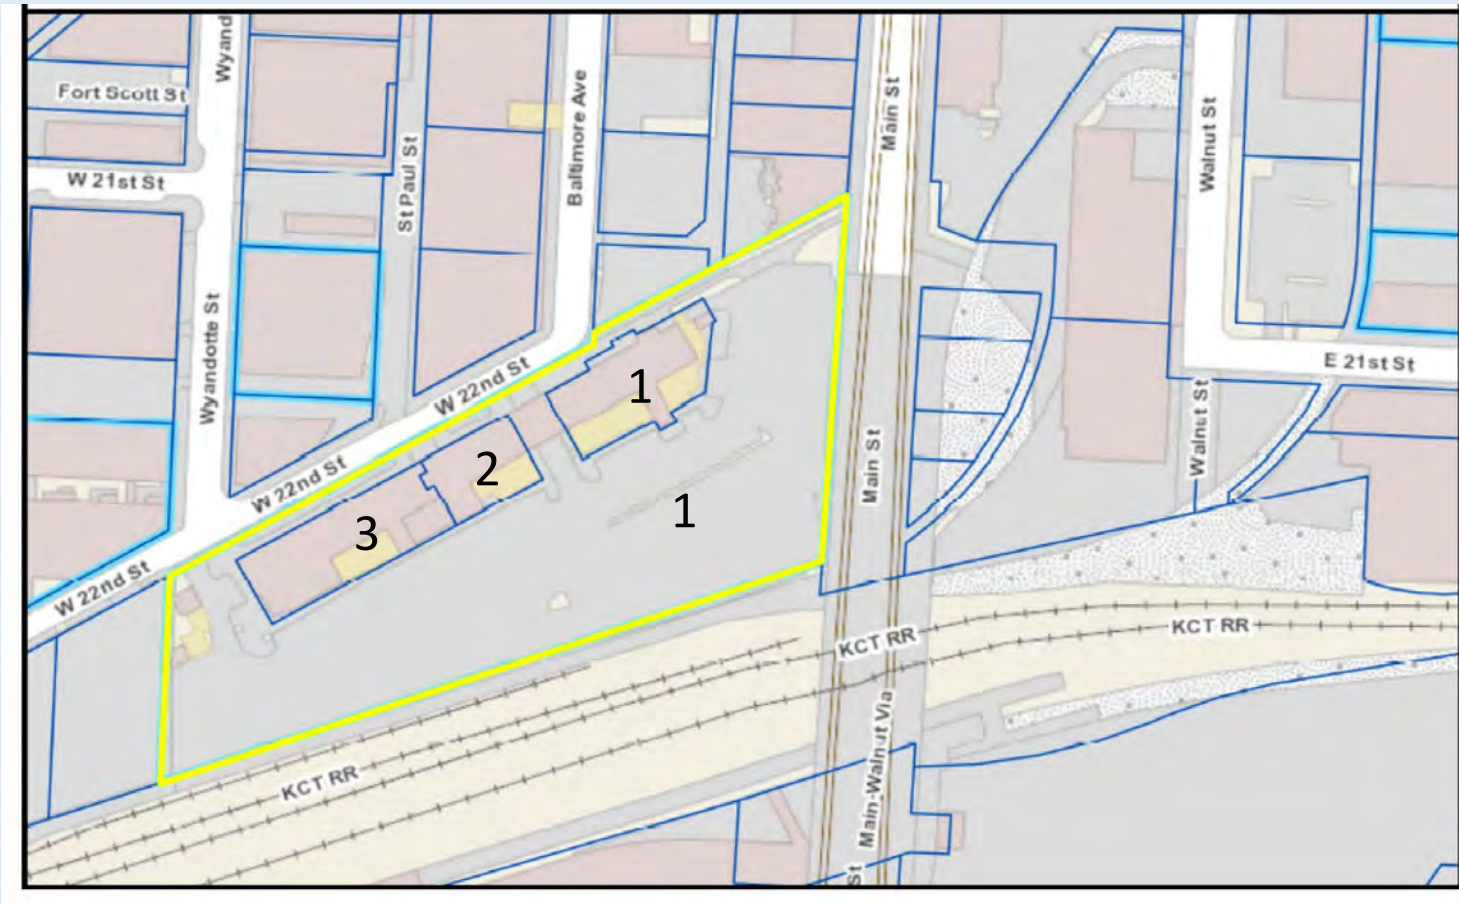 Wyand
Fort Scott St
Main St
Baltimore Ave
Walnut St
St Paul St
W 21st St
Wyandotte St
E 21st St
W 22nd St
1
Walnut St
2
Main St
W 22nd St
1
3
W 22nd St
KCT RR
KCT RR
KCT RR
Main-Walnut Via
St